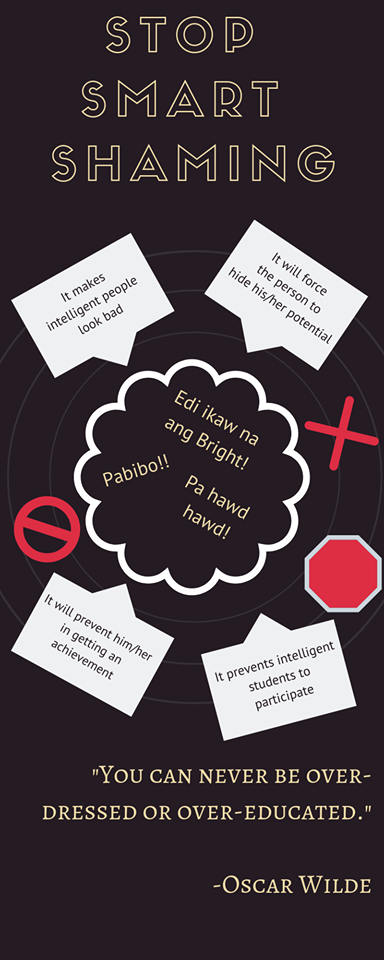 STOP
SMART
SHAMING
It makes
intelligent people
look bad
It will force
the person to
hide his/her potential
Edi ikaw na
ang Bright!
Pabibo!!
Pa hawd
hawd!
It will prevent him/her
in getting an
achievement
It prevents intelligent
students to
participate
"You can never be over-
dressed or over-educated."
-Oscar Wilde